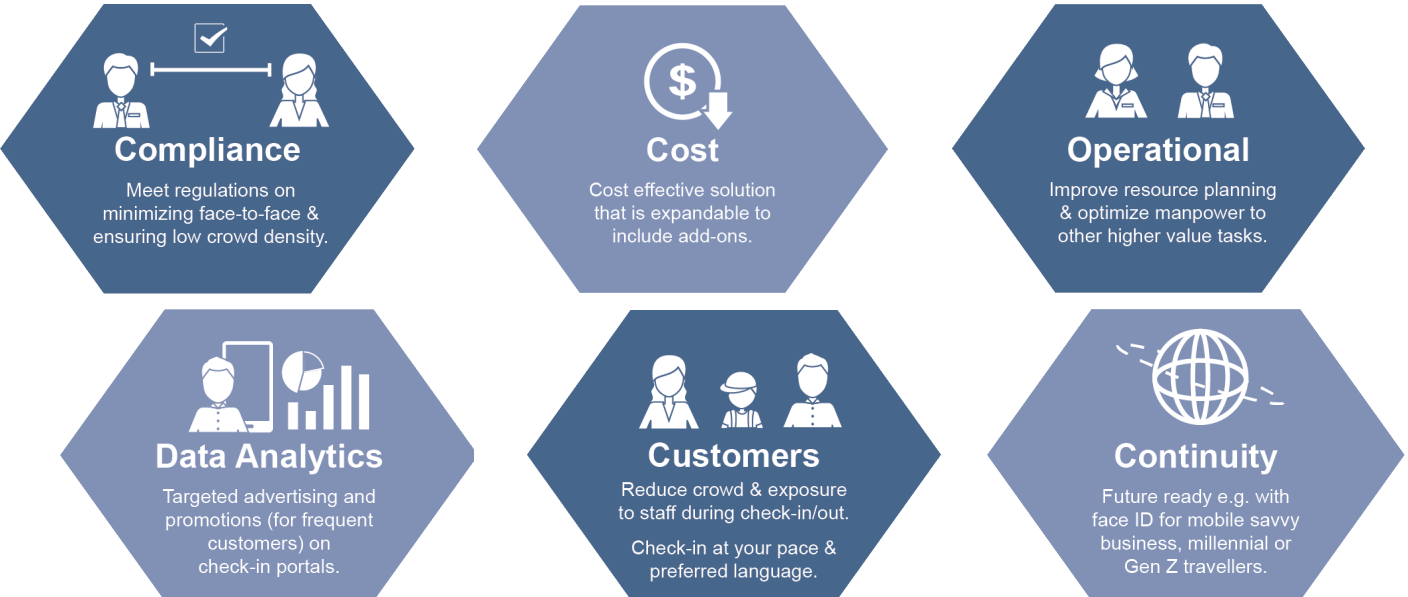 Compliance
Meet regulations on
minimizing face-to-face &
ensuring low crowd density.
$
Cost
Cost effective solution
that is expandable to
include add-ons.
Operational
Improve resource planning
& optimize manpower to
other higher value tasks.
Data Analytics
Targeted advertising and
promotions (for frequent
customers) on
check-in portals.
Customers
Reduce crowd & exposure
to staff during check-in/out.
Check-in at your pace &
preferred language.
Continuity
Future ready e.g. with
face ID for mobile savvy
business, millennial or
Gen Z travellers.